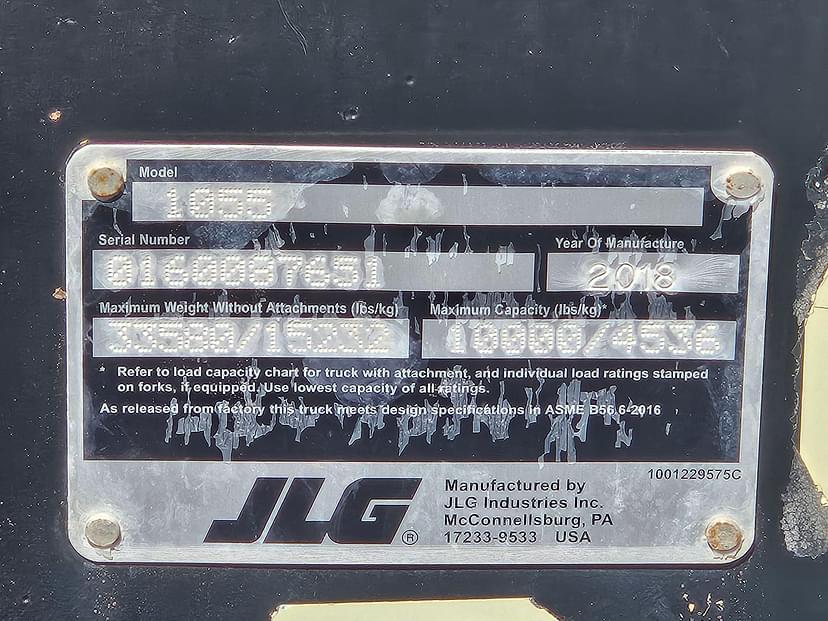 Model
1055
Serial Number
0160087651
Year Of Manufacture
2018
Maximum Weight Without Attachments (lbs/kg)
33580/15232
Maximum Capacity (lbs/kg)*
10000/4536
* Refer to load capacity chart for truck with attachment, and individual load ratings stamped
on forks, if equipped. Use lowest capacity of all ratings.
As released from factory this truck meets design specifications in ASME B56.6-2016
1001229575C
JLG®
Manufactured by
JLG Industries Inc.
McConnellsburg, PA
17233-9533 USA